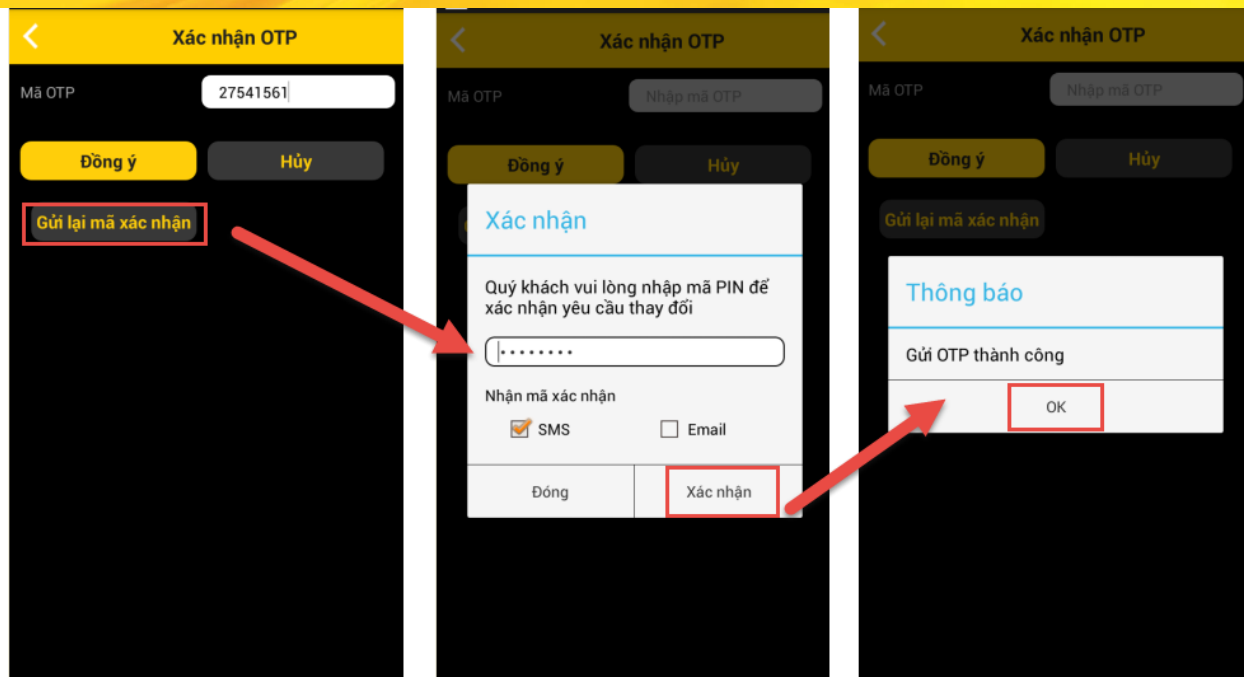 Xác nhận OTP
Mã OTP
27541561
Đồng ý
Hủy
Gửi lại mã xác nhận
Xác nhận OTP
Mã OTP
Nhập mã OTP
Đồng ý
Hủy
Xác nhận
Quý khách vui lòng nhập mã PIN để
xác nhận yêu cầu thay đổi
........
Nhận mã xác nhận
SMS
Email
Đóng
Xác nhận
Xác nhận OTP
Mã OTP
Nhập mã OTP
Đồng ý
Hủy
Gửi lại mã xác nhận
Thông báo
Gửi OTP thành công
OK